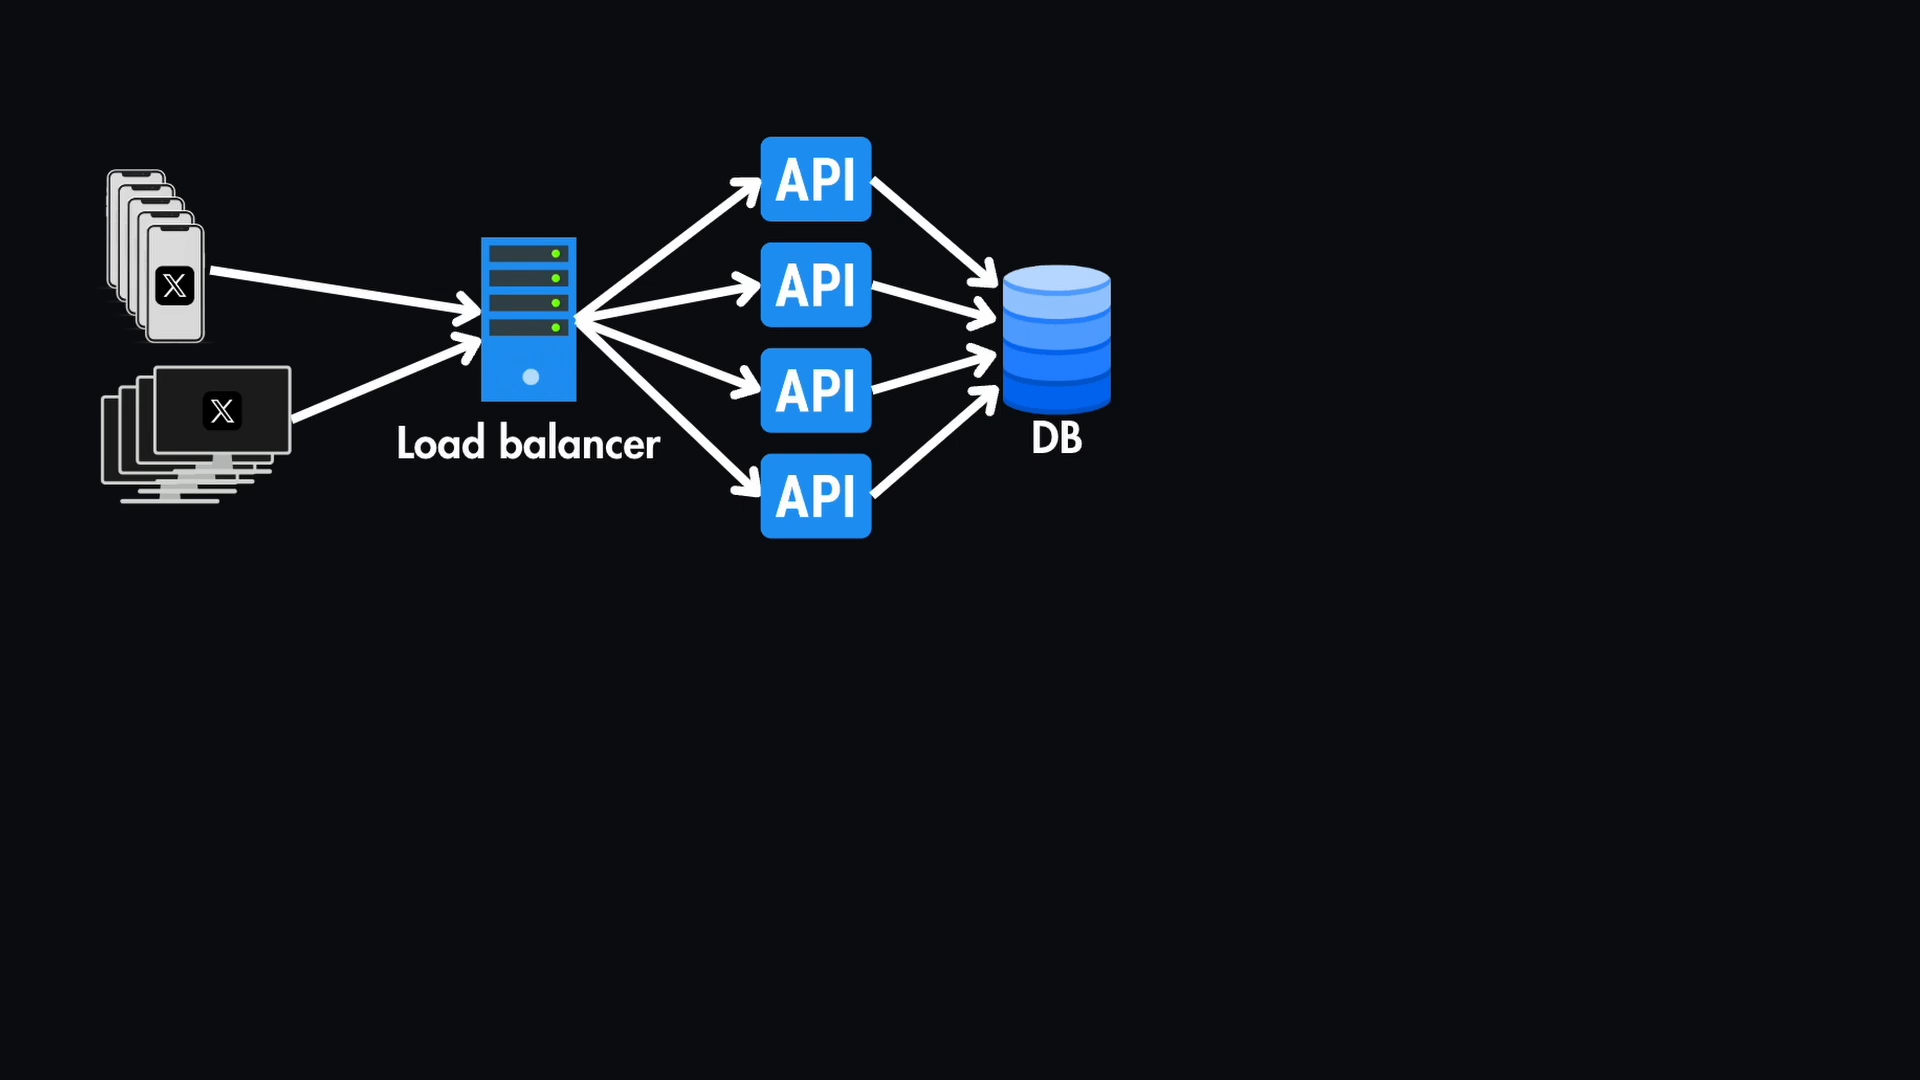 API
API
API
API
Load balancer
DB
X
X